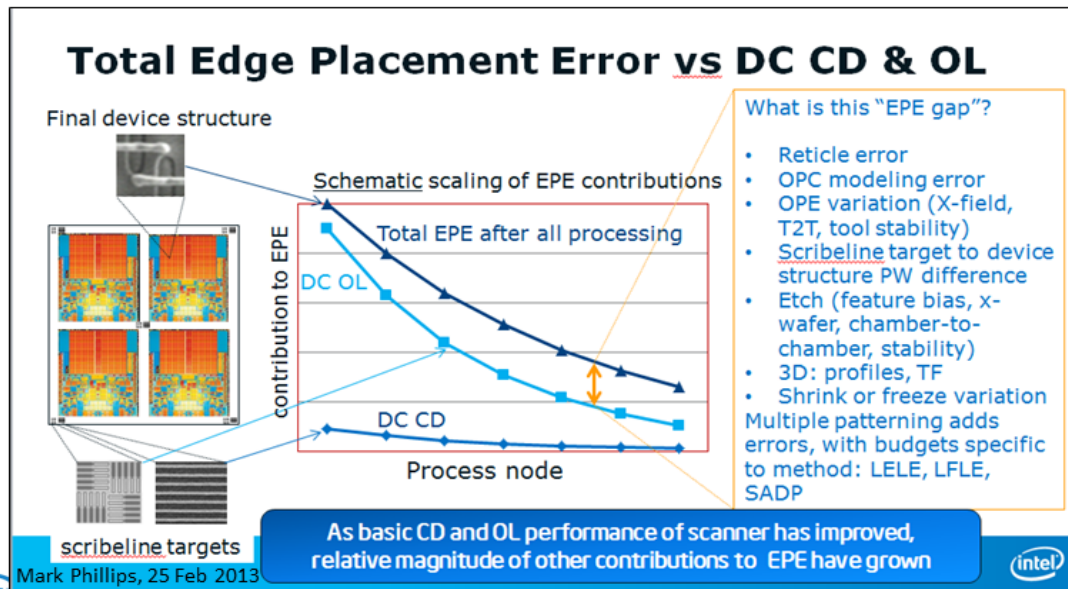 Total Edge Placement Error vs DC CD & OL
Final device structure
Schematic scaling of EPE contributions
contribution to EPE
Total EPE after all processing
DC OL
DC CD
Process node
scribeline targets
What is this “EPE gap”?
• Reticle error
• OPC modeling error
• OPE variation (X-field,
T2T, tool stability)
• Scribeline target to device
structure PW difference
• Etch (feature bias, x-
wafer, chamber-to-
chamber, stability)
• 3D: profiles, TF
• Shrink or freeze variation
Multiple patterning adds
errors, with budgets specific
to method: LELE, LFLE,
SADP
As basic CD and OL performance of scanner has improved,
relative magnitude of other contributions to EPE have grown
Mark Phillips, 25 Feb 2013
intel